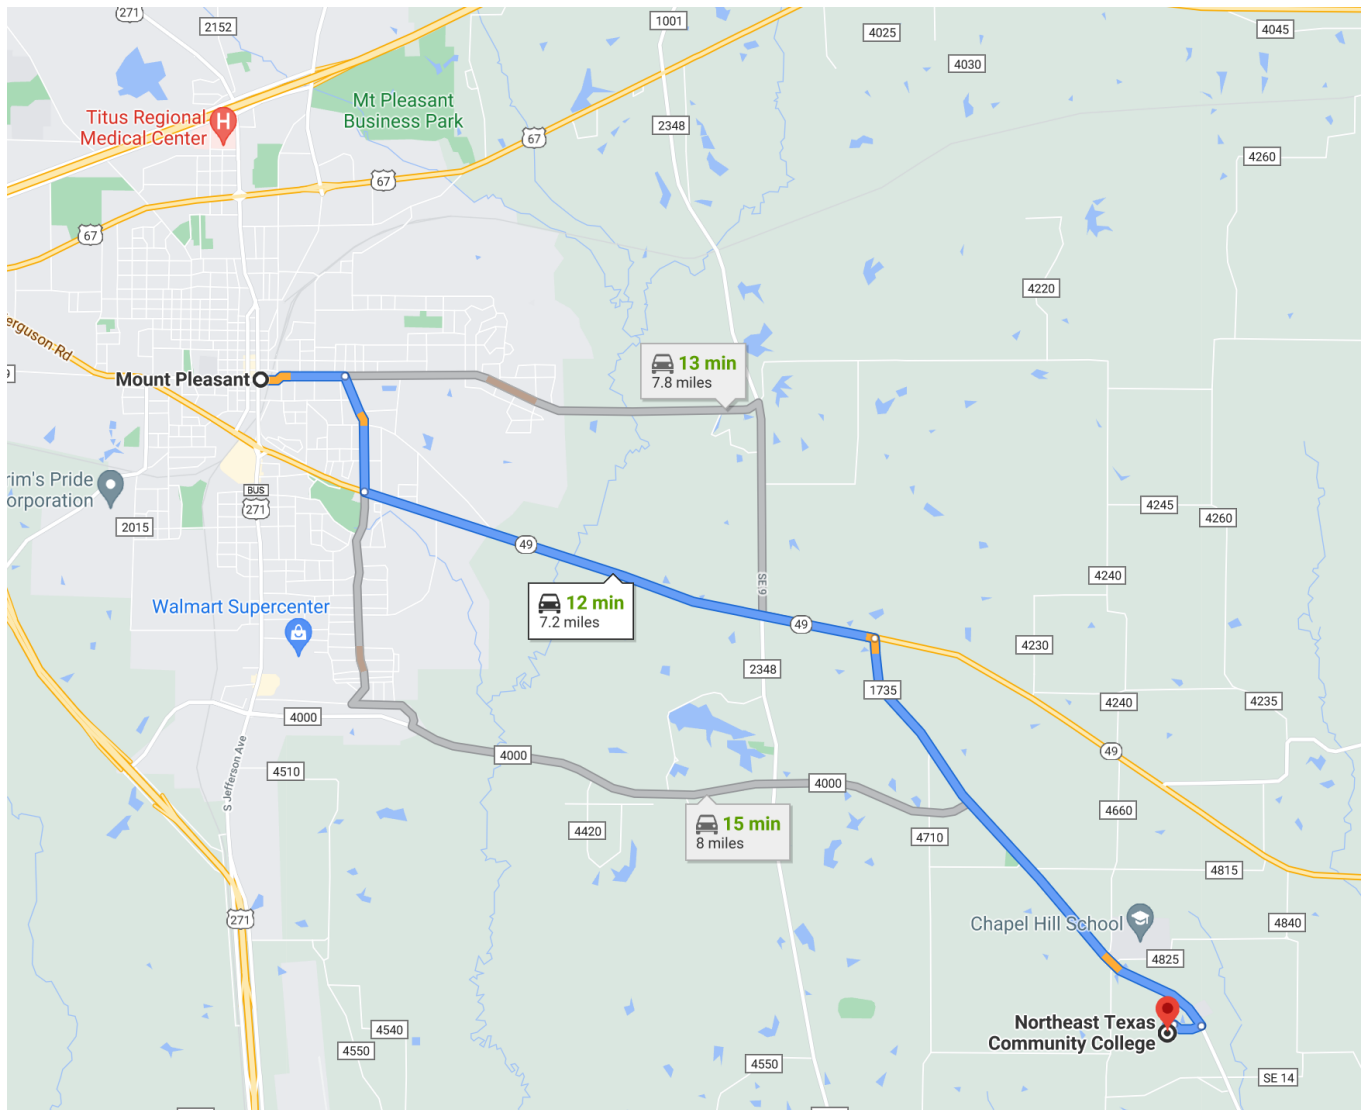 271
2152
1001
4025
4045
4030
Mt Pleasant
Business Park
Titus Regional
Medical Center
H
67
2348
4260
67
67
4220
erguson Rd
9
Mount Pleasant
13 min
7.8 miles
rim's Pride
orporation
BUS
271
2015
4245
4260
49
SE 9
4240
12 min
7.2 miles
Walmart Supercenter
49
4230
2348
1735
4240
4235
4000
49
4000
S Jefferson Ave
4510
4000
4660
15 min
8 miles
4420
4710
4815
271
Chapel Hill School
4840
4825
Northeast Texas
Community College
4540
4550
4550
SE 14